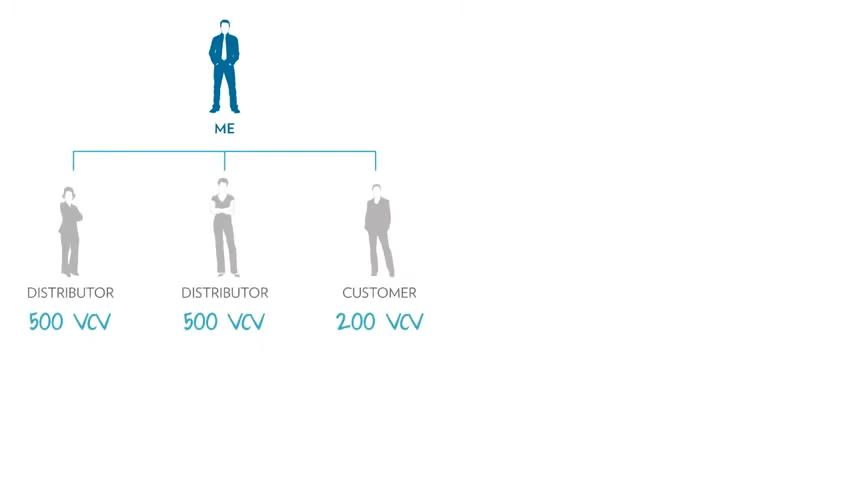 ME
DISTRIBUTOR
DISTRIBUTOR
CUSTOMER
500 VCV
500 VCV
200 VCV